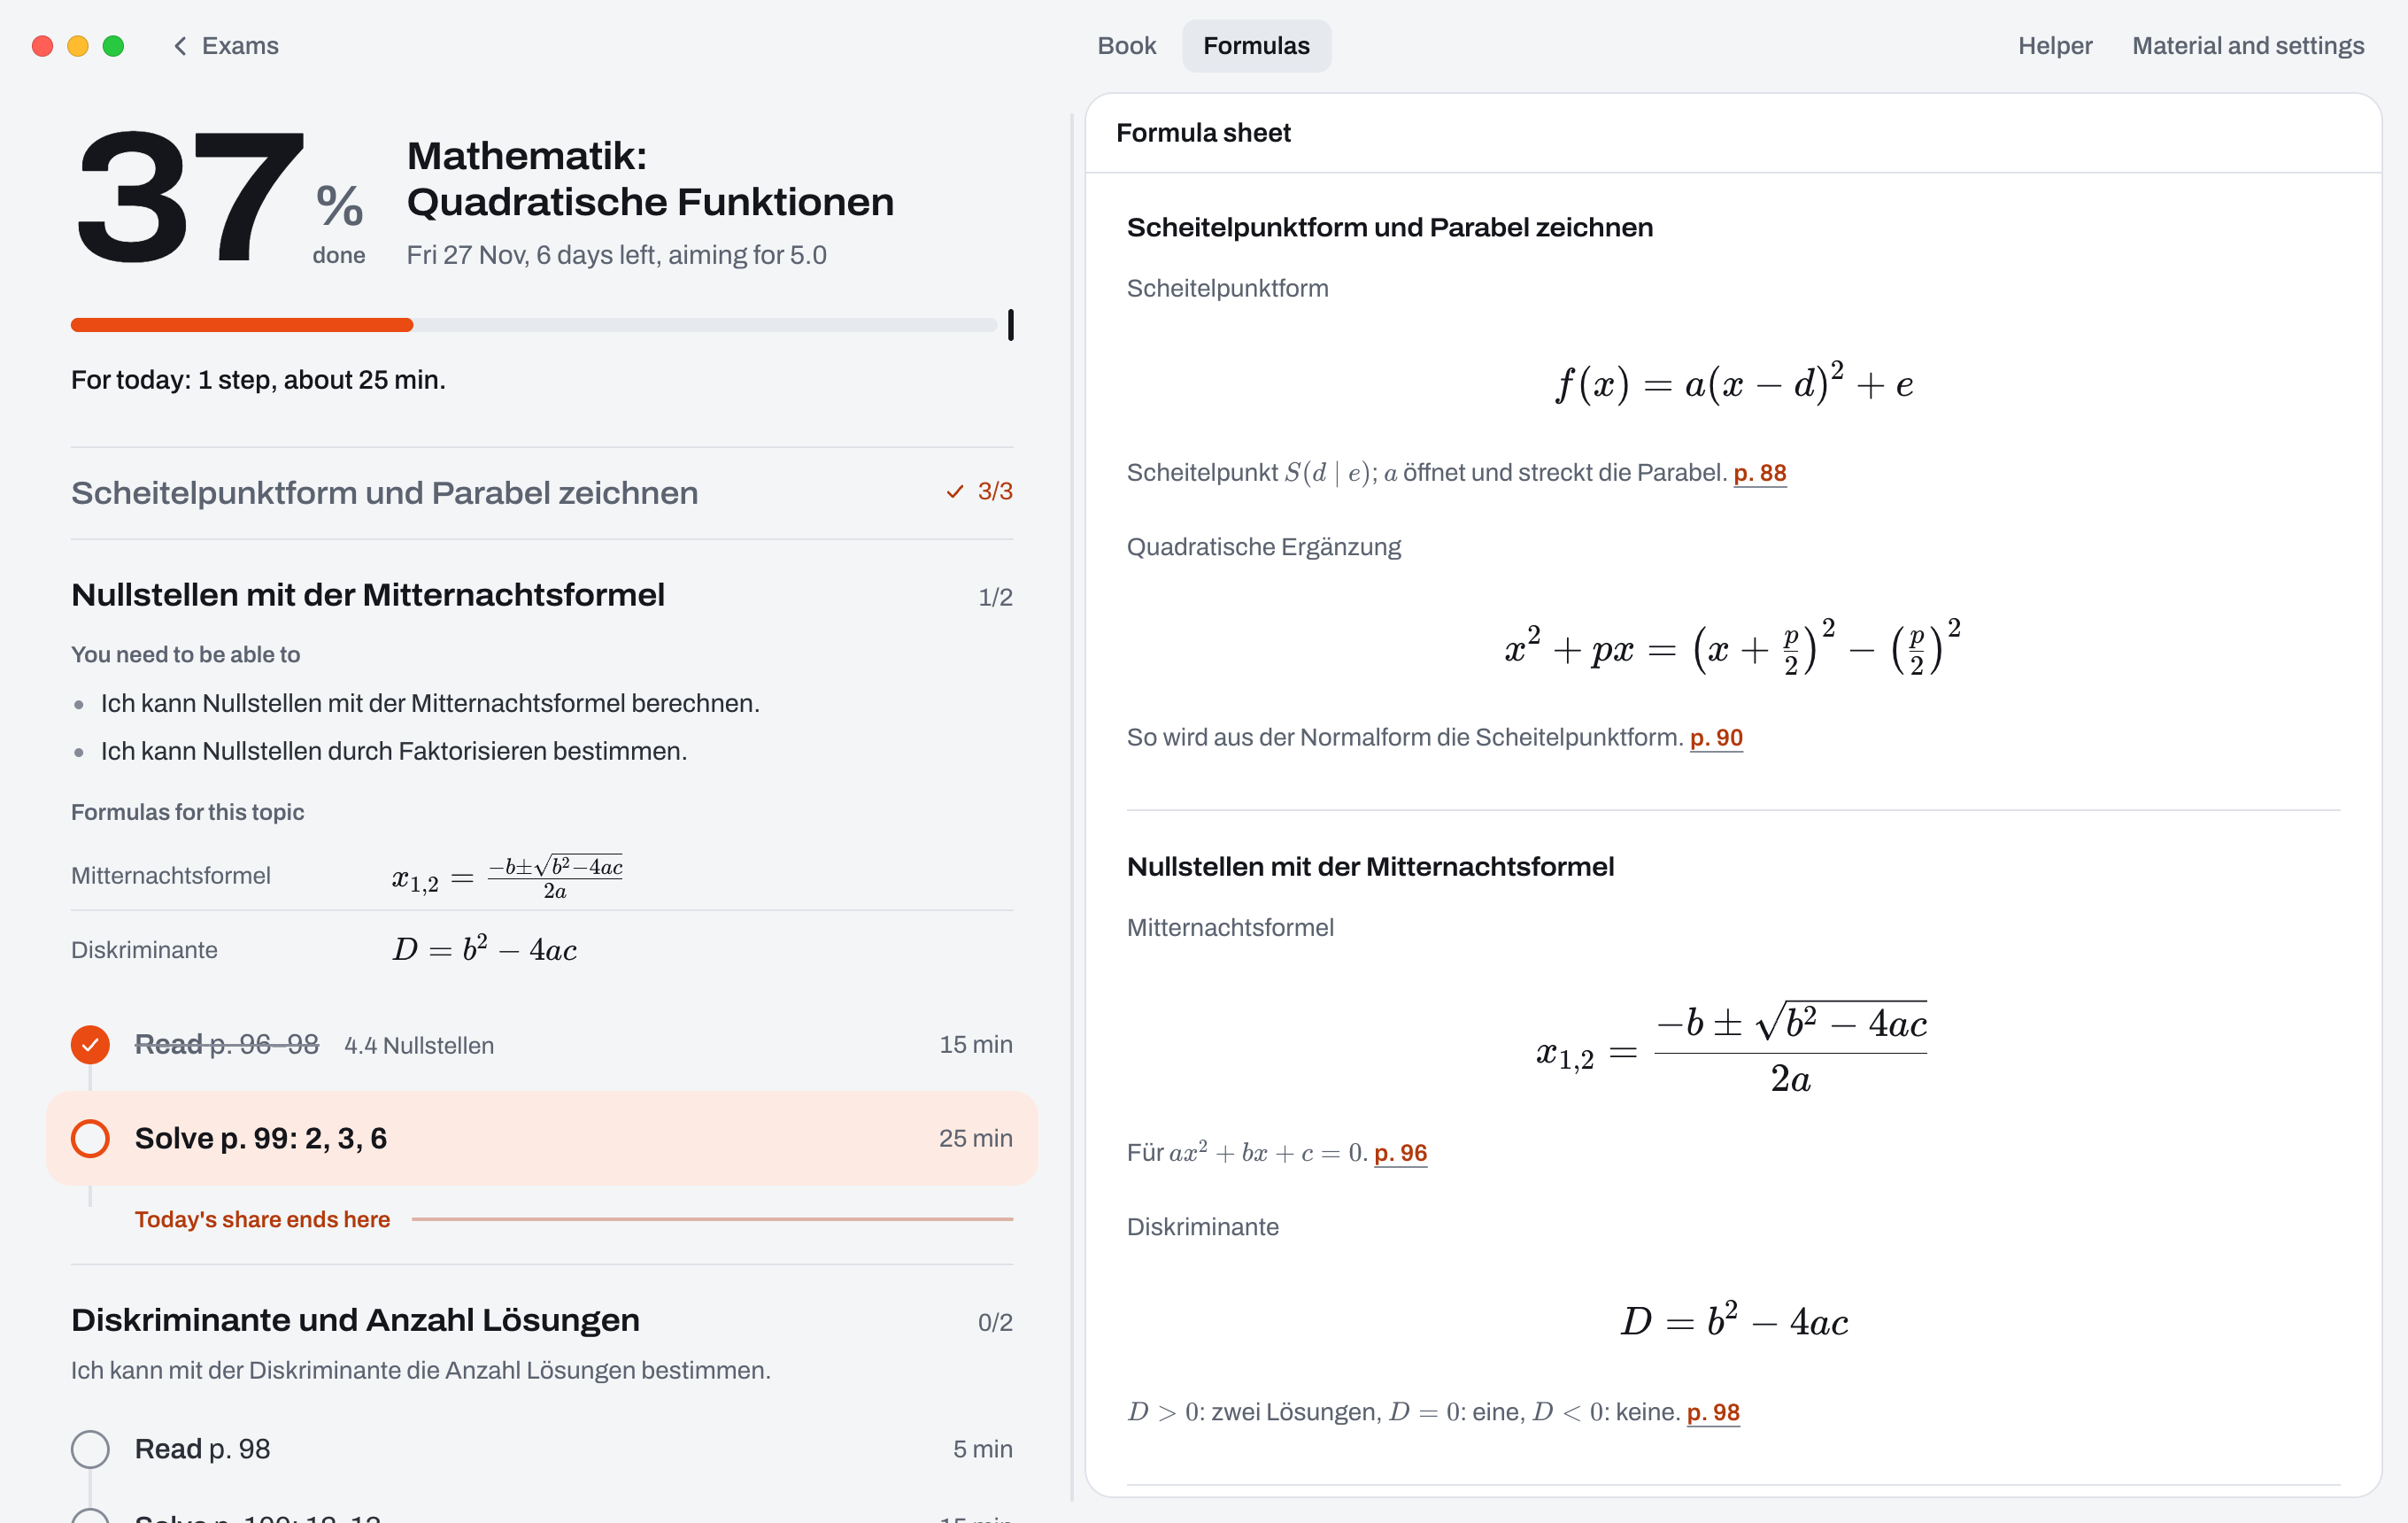 Exams
Book
Formulas
Helper
Material and settings
37 % done
Mathematik:
Quadratische Funktionen
Fri 27 Nov, 6 days left, aiming for 5.0
For today: 1 step, about 25 min.
Scheitelpunktform und Parabel zeichnen
3/3
Nullstellen mit der Mitternachtsformel
1/2
You need to be able to
• Ich kann Nullstellen mit der Mitternachtsformel berechnen.
• Ich kann Nullstellen durch Faktorisieren bestimmen.
Formulas for this topic
Mitternachtsformel x₁,₂ = (−b±√(b²−4ac))/(2a)
Diskriminante D = b² − 4ac
Read p. 96–98 4.4 Nullstellen 15 min
Solve p. 99: 2, 3, 6 25 min
Today's share ends here
Diskriminante und Anzahl Lösungen
0/2
Ich kann mit der Diskriminante die Anzahl Lösungen bestimmen.
Read p. 98 5 min
Formula sheet
Scheitelpunktform und Parabel zeichnen
Scheitelpunktform
f(x) = a(x − d)² + e
Scheitelpunkt S(d | e); a öffnet und streckt die Parabel. p. 88
Quadratische Ergänzung
x² + px = (x + p/2)² − (p/2)²
So wird aus der Normalform die Scheitelpunktform. p. 90
Nullstellen mit der Mitternachtsformel
Mitternachtsformel
x₁,₂ = (−b ± √(b² − 4ac))/(2a)
Für ax² + bx + c = 0. p. 96
Diskriminante
D = b² − 4ac
D > 0: zwei Lösungen, D = 0: eine, D < 0: keine. p. 98